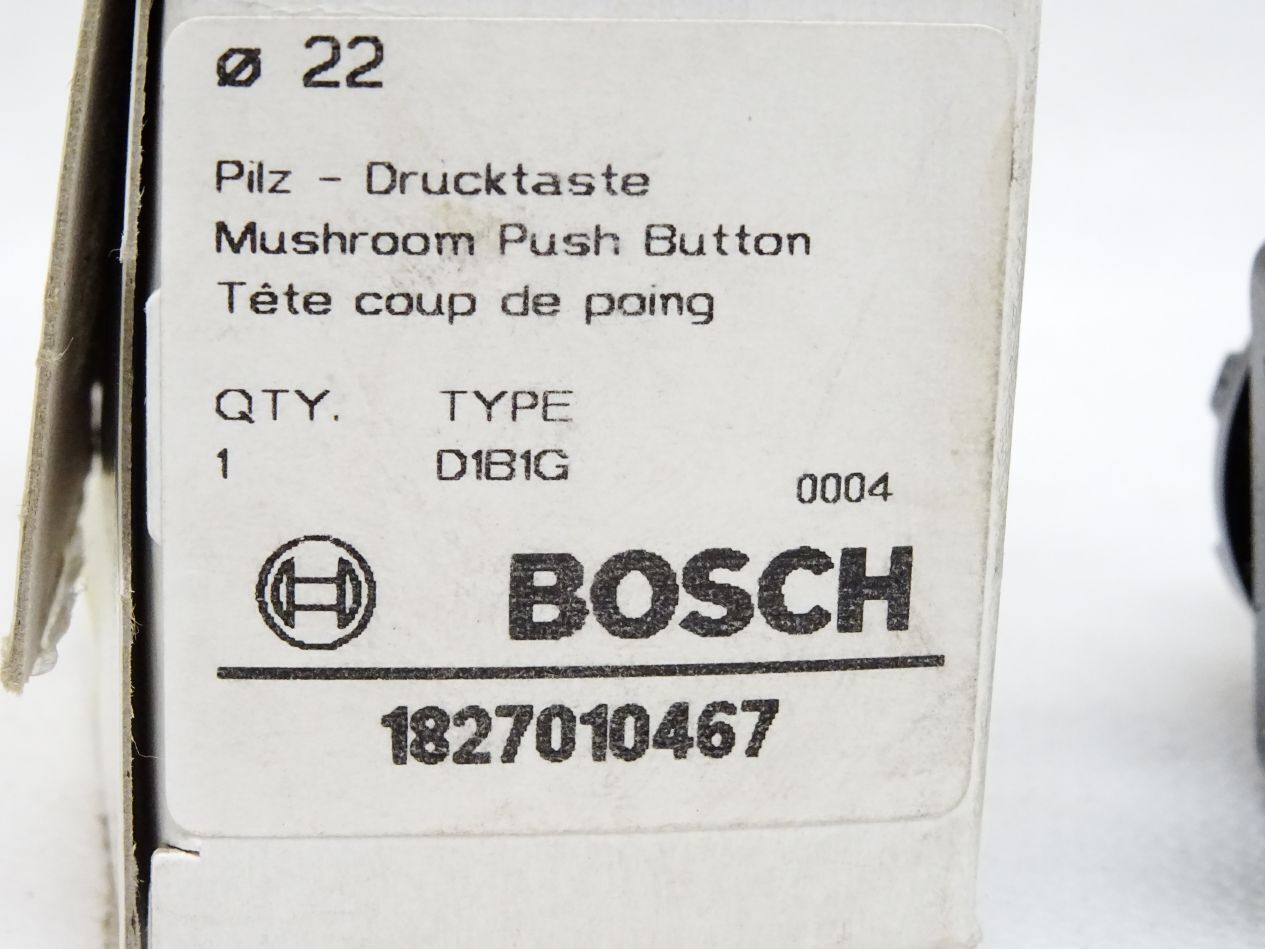 ø 22
Pilz - Drucktaste
Mushroom Push Button
Tête coup de poing
QTY. TYPE
1 D1B1G
0004
BOSCH
1827010467